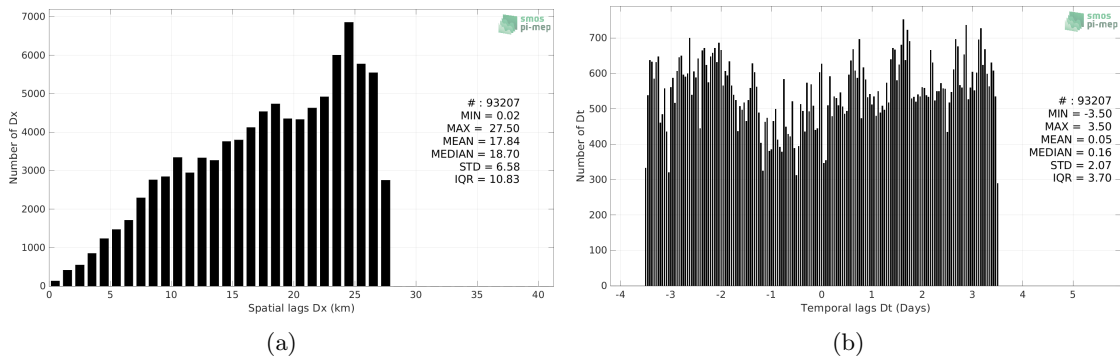 7000
6000
5000
4000
3000
2000
1000
0
Number of Dx
0 5 10 15 20 25 30 35 40
Spatial lags Dx (km)
smos
pi-mep
# : 93207
MIN = 0.02
MAX = 27.50
MEAN = 17.84
MEDIAN = 18.70
STD = 6.58
IQR = 10.83
(a)
700
600
500
400
300
200
100
0
Number of Dt
-4 -3 -2 -1 0 1 2 3 4 5
Temporal lags Dt (Days)
smos
pi-mep
# : 93207
MIN = -3.50
MAX = 3.50
MEAN = 0.05
MEDIAN = 0.16
STD = 2.07
IQR = 3.70
(b)